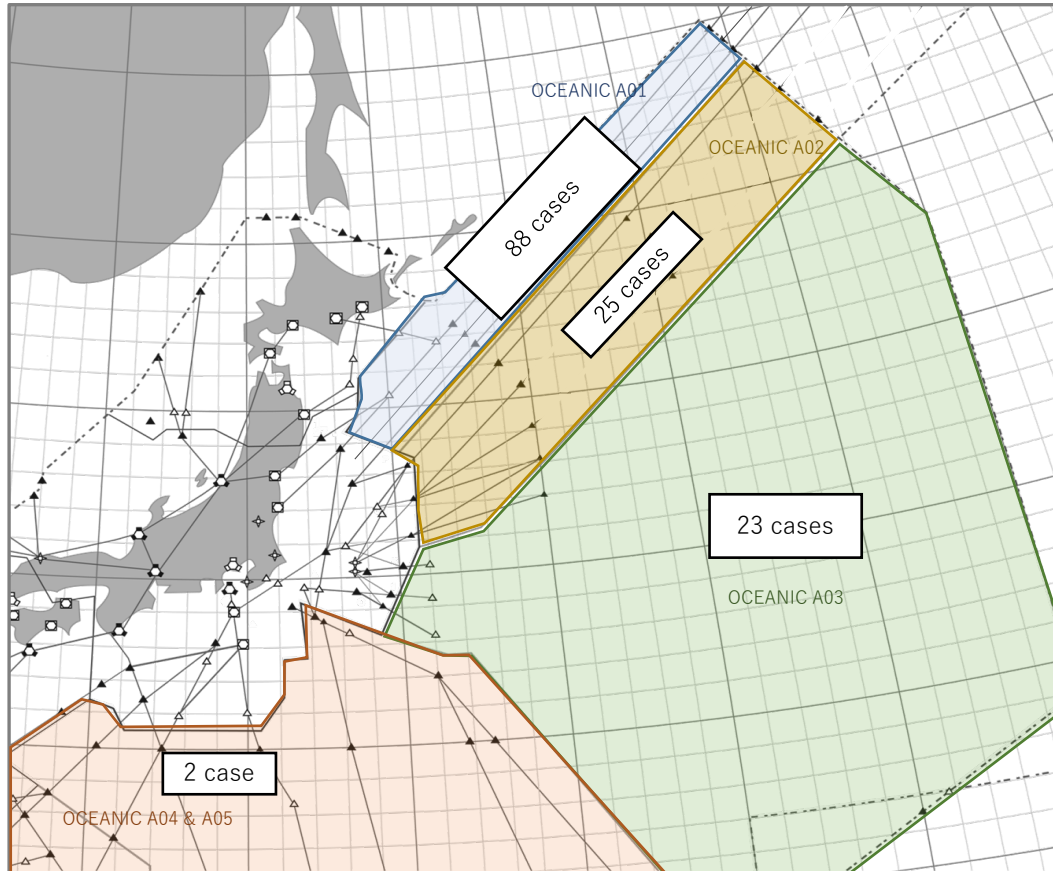 OCEANIC A01
OCEANIC A02
88 cases
25 cases
23 cases
OCEANIC A03
2 case
OCEANIC A04 & A05